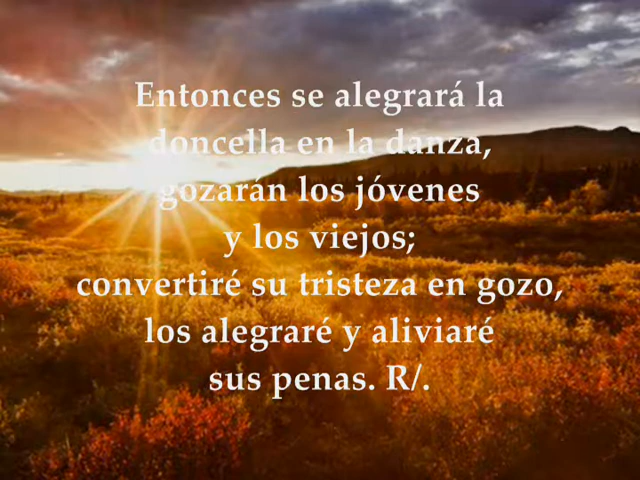 Entonces se alegrará la
doncella en la danza,
gozarán los jóvenes
y los viejos;
convertiré su tristeza en gozo,
los alegraré y aliviaré
sus penas. R/.